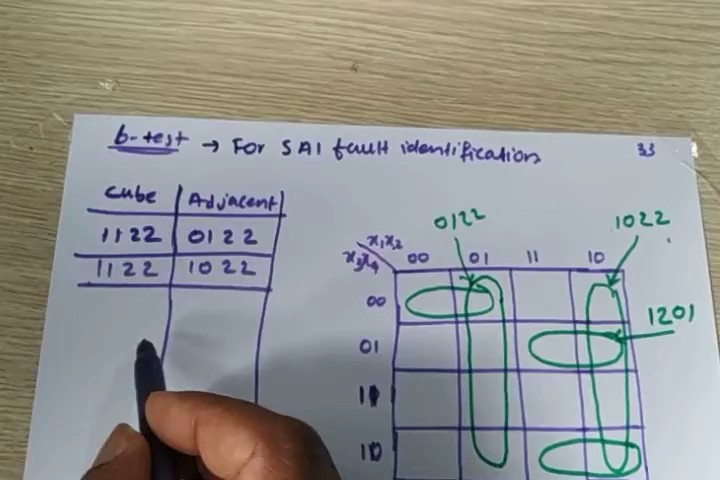 b-test → For SA1 fault identification 33
Cube Adjacent
1122 0122
1122 1022
0122 1022
x1x2
x3x4 00 01 11 10
00
1201
01
11
10